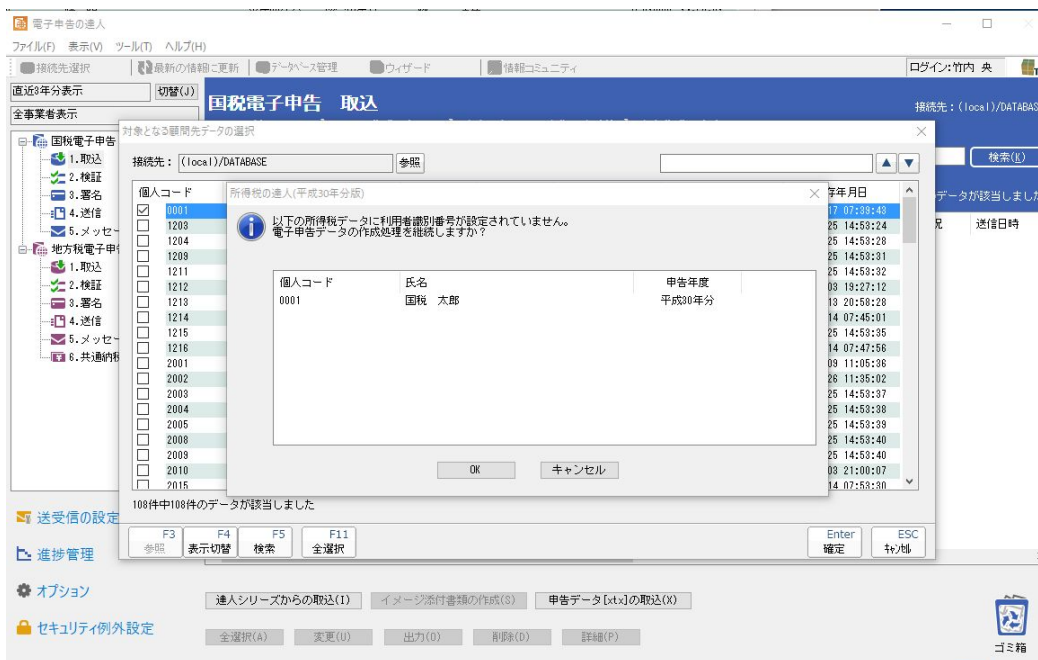 電子申告の達人
ファイル(F) 表示(V) ツール(T) ヘルプ(H)
接続先選択 最新の情報に更新 データベース管理 ウィザード 情報コミュニティ ログイン:竹内 央
直近3年分表示 切替(J)
全事業者表示
国税電子申告 取込
接続先:(local)/DATABAS
検索(K)
データが該当しました
送信日時
国税電子申告
1.取込
2.検証
3.署名
4.送信
5.メッセー
地方税電子申
1.取込
2.検証
3.署名
4.送信
5.メッセー
6.共通納税
対象となる顧問先データの選択
接続先: (local)/DATABASE 参照
個人コード 存年月日
0001 17 07:39:43
1203 25 14:53:24
1204 25 14:53:28
1209 25 14:53:31
1211 25 14:53:32
1212 03 19:27:12
1213 13 20:58:28
1214 14 07:45:01
1215 25 14:53:35
1216 14 07:47:56
2001 09 11:05:36
2002 26 11:35:02
2003 25 14:53:37
2004 25 14:53:38
2005 25 14:53:39
2008 25 14:53:40
2009 25 14:53:40
2010 03 21:00:07
2015 14 07:53:30
所得税の達人(平成30年分版)
以下の所得税データに利用者識別番号が設定されていません。
電子申告データの作成処理を継続しますか?
個人コード 氏名 申告年度
0001 国税 太郎 平成30年分
OK キャンセル
108件中108件のデータが該当しました
F3 F4 F5 F11 Enter ESC
参照 表示切替 検索 全選択 確定 キャンセル
送受信の設定
進捗管理
オプション
セキュリティ例外設定
達人シリーズからの取込(I) イメージ添付書類の作成(S) 申告データ[xtx]の取込(X)
全選択(A) 変更(U) 出力(O) 削除(D) 詳細(P)
ゴミ箱